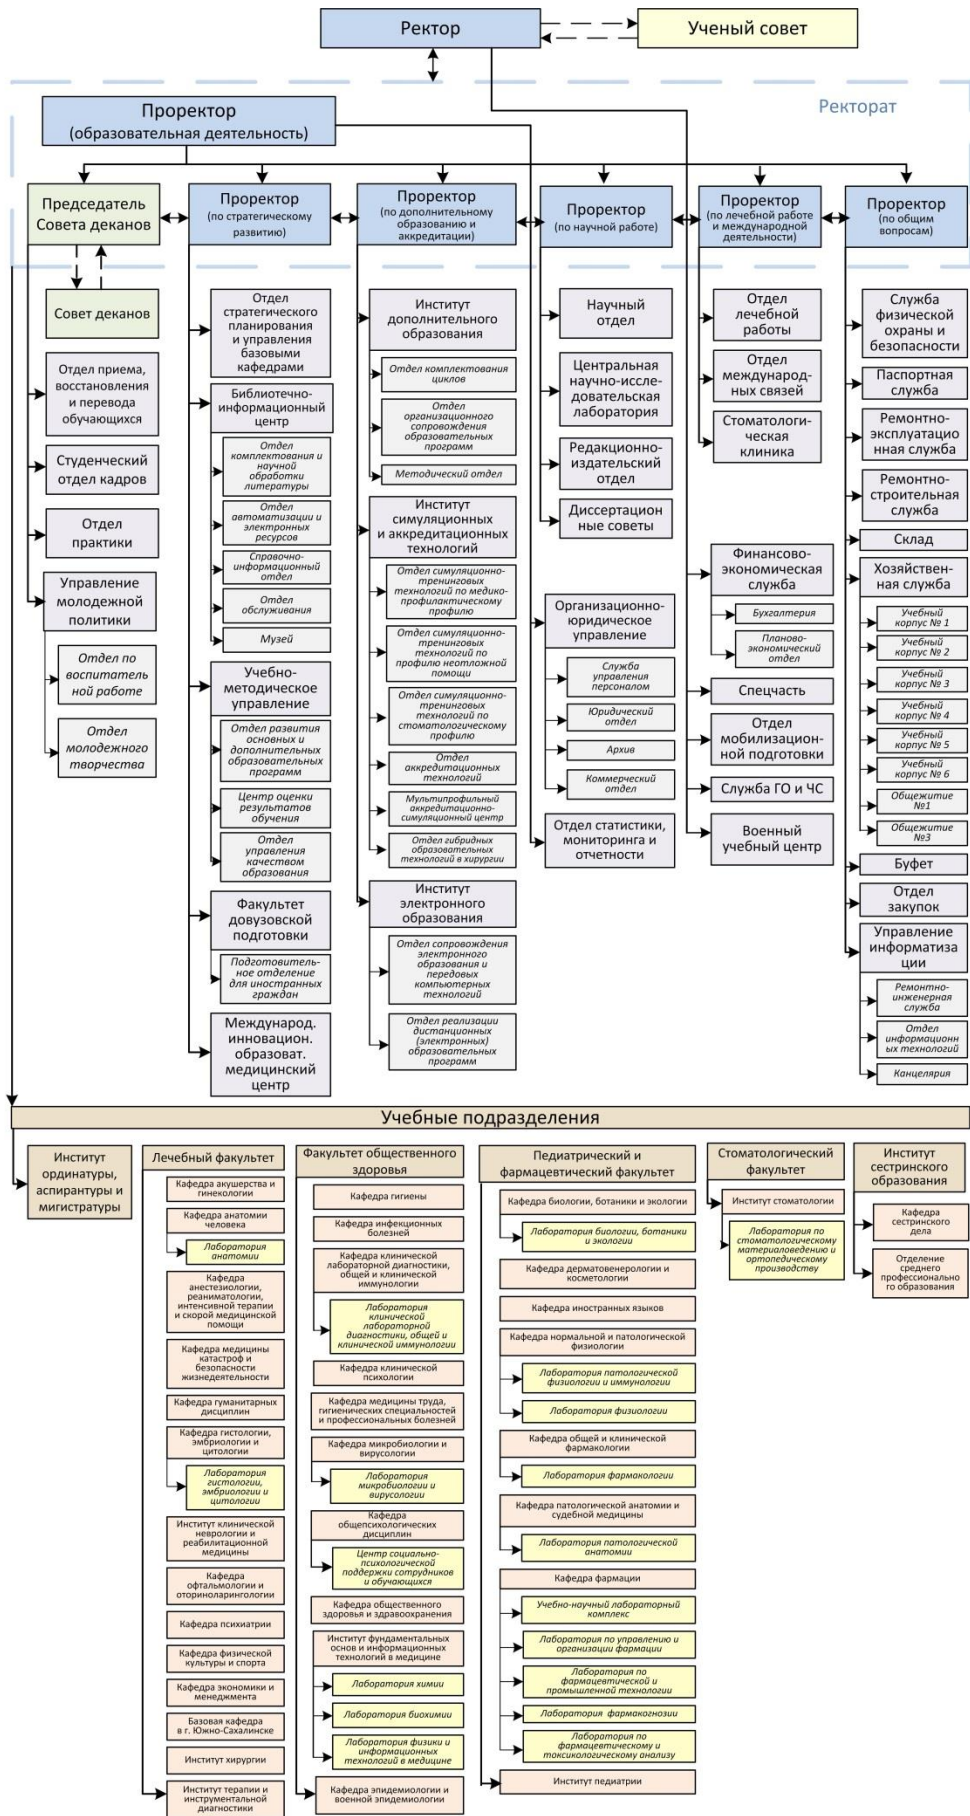 Ректор
Ученый совет
Ректорат
Проректор
(образовательная деятельность)
Председатель
Совета деканов
Проректор
(по стратегическому
развитию)
Проректор
(по дополнительному
образованию и
аккредитации)
Проректор
(по научной работе)
Проректор
(по лечебной работе
и международной
деятельности)
Проректор
(по общим
вопросам)
Совет деканов
Отдел приема,
восстановления
и перевода
обучающихся
Студенческий
отдел кадров
Отдел
практики
Управление
молодежной
политики
Отдел по
воспитатель
ной работе
Отдел
молодежного
творчества
Отдел
стратегического
планирования
и управления
базовыми
кафедрами
Библиотечно-
информационный
центр
Отдел
комплектования и
научной
обработки
литературы
Отдел
автоматизации и
электронных
ресурсов
Справочно-
информационный
отдел
Отдел
обслуживания
Музей
Учебно-
методическое
управление
Отдел развития
основных и
дополнительных
образовательных
программ
Центр оценки
результатов
обучения
Отдел
управления
качеством
образования
Факультет
довузовской
подготовки
Подготовитель-
ное отделение
для иностранных
граждан
Международ.
инновацион.
образоват.
медицинский
центр
Институт
дополнительного
образования
Отдел комплектования
циклов
Отдел
организационного
сопровождения
образовательных
программ
Методический отдел
Институт
симуляционных
и аккредитационных
технологий
Отдел симуляционно-
тренинговых
технологий по медико-
профилактическому
профилю
Отдел симуляционно-
тренинговых
технологий по
профилю неотложной
помощи
Отдел симуляционно-
тренинговых
технологий по
стоматологическому
профилю
Отдел
аккредитационных
технологий
Мультипрофильный
аккредитационно-
симуляционный центр
Отдел гибридных
образовательных
технологий в хирургии
Институт
электронного
образования
Отдел сопровождения
электронного
образования и
передовых
компьютерных
технологий
Отдел реализации
дистанционных
(электронных)
образовательных
программ
Научный
отдел
Центральная
научно-иссле-
довательская
лаборатория
Редакционно-
издательский
отдел
Диссертацион
ные советы
Организационно-
юридическое
управление
Служба
управления
персоналом
Юридический
отдел
Архив
Коммерческий
отдел
Отдел статистики,
мониторинга и
отчетности
Отдел
лечебной
работы
Отдел
международ-
ных связей
Стоматологи-
ческая
клиника
Финансово-
экономическая
служба
Бухгалтерия
Планово-
экономический
отдел
Спецчасть
Отдел
мобилизацион-
ной подготовки
Служба ГО и ЧС
Военный
учебный центр
Служба
физической
охраны и
безопасности
Паспортная
служба
Ремонтно-
эксплуатацио
нная служба
Ремонтно-
строительная
служба
Склад
Хозяйствен-
ная служба
Учебный
корпус № 1
Учебный
корпус № 2
Учебный
корпус № 3
Учебный
корпус № 4
Учебный
корпус № 5
Учебный
корпус № 6
Общежитие
№1
Общежитие
№3
Буфет
Отдел
закупок
Управление
информатиза
ции
Ремонтно-
инженерная
служба
Отдел
информационн
ых технологий
Канцелярия
Учебные подразделения
Институт
ординатуры,
аспирантуры и
мигистратуры
Лечебный факультет
Кафедра акушерства и
гинекологии
Кафедра анатомии
человека
Лаборатория
анатомии
Кафедра
анестезиологии,
реаниматологии,
интенсивной терапии
и скорой медицинской
помощи
Кафедра медицины
катастроф и
безопасности
жизнедеятельности
Кафедра гуманитарных
дисциплин
Кафедра гистологии,
эмбриологии и
цитологии
Лаборатория
гистологии,
эмбриологии и
цитологии
Институт клинической
неврологии и
реабилитационной
медицины
Кафедра
офтальмологии и
оториноларингологии
Кафедра психиатрии
Кафедра физической
культуры и спорта
Кафедра экономики и
менеджмента
Базовая кафедра
в г. Южно-Сахалинске
Институт хирургии
Институт терапии и
инструментальной
диагностики
Факультет общественного
здоровья
Кафедра гигиены
Кафедра инфекционных
болезней
Кафедра клинической
лабораторной диагностики,
общей и клинической
иммунологии
Лаборатория
клинической
лабораторной
диагностики, общей и
клинической иммунологии
Кафедра клинической
психологии
Кафедра медицины труда,
гигиенических специальностей
и профессиональных болезней
Кафедра микробиологии и
вирусологии
Лаборатория
микробиологии и
вирусологии
Кафедра
общепсихологических
дисциплин
Центр социально-
психологической
поддержки сотрудников
и обучающихся
Кафедра общественного
здоровья и здравоохранения
Институт фундаментальных
основ и информационных
технологий в медицине
Лаборатория химии
Лаборатория биохимии
Лаборатория физики и
информационных
технологий в медицине
Кафедра эпидемиологии и
военной эпидемиологии
Педиатрический и
фармацевтический факультет
Кафедра биологии, ботаники и экологии
Лаборатория биологии, ботаники
и экологии
Кафедра дерматовенерологии и
косметологии
Кафедра иностранных языков
Кафедра нормальной и патологической
физиологии
Лаборатория патологической
физиологии и иммунологии
Лаборатория физиологии
Кафедра общей и клинической
фармакологии
Лаборатория фармакологии
Кафедра патологической анатомии и
судебной медицины
Лаборатория патологической
анатомии
Кафедра фармации
Учебно-научный лабораторный
комплекс
Лаборатория по управлению и
организации фармации
Лаборатория по
фармацевтической и
промышленной технологии
Лаборатория фармакогнозии
Лаборатория по
фармацевтическому и
токсикологическому анализу
Институт педиатрии
Стоматологический
факультет
Институт стоматологии
Лаборатория по
стоматологическому
материаловедению и
ортопедическому
производству
Институт
сестринского
образования
Кафедра
сестринского
дела
Отделение
среднего
профессионально
го образования